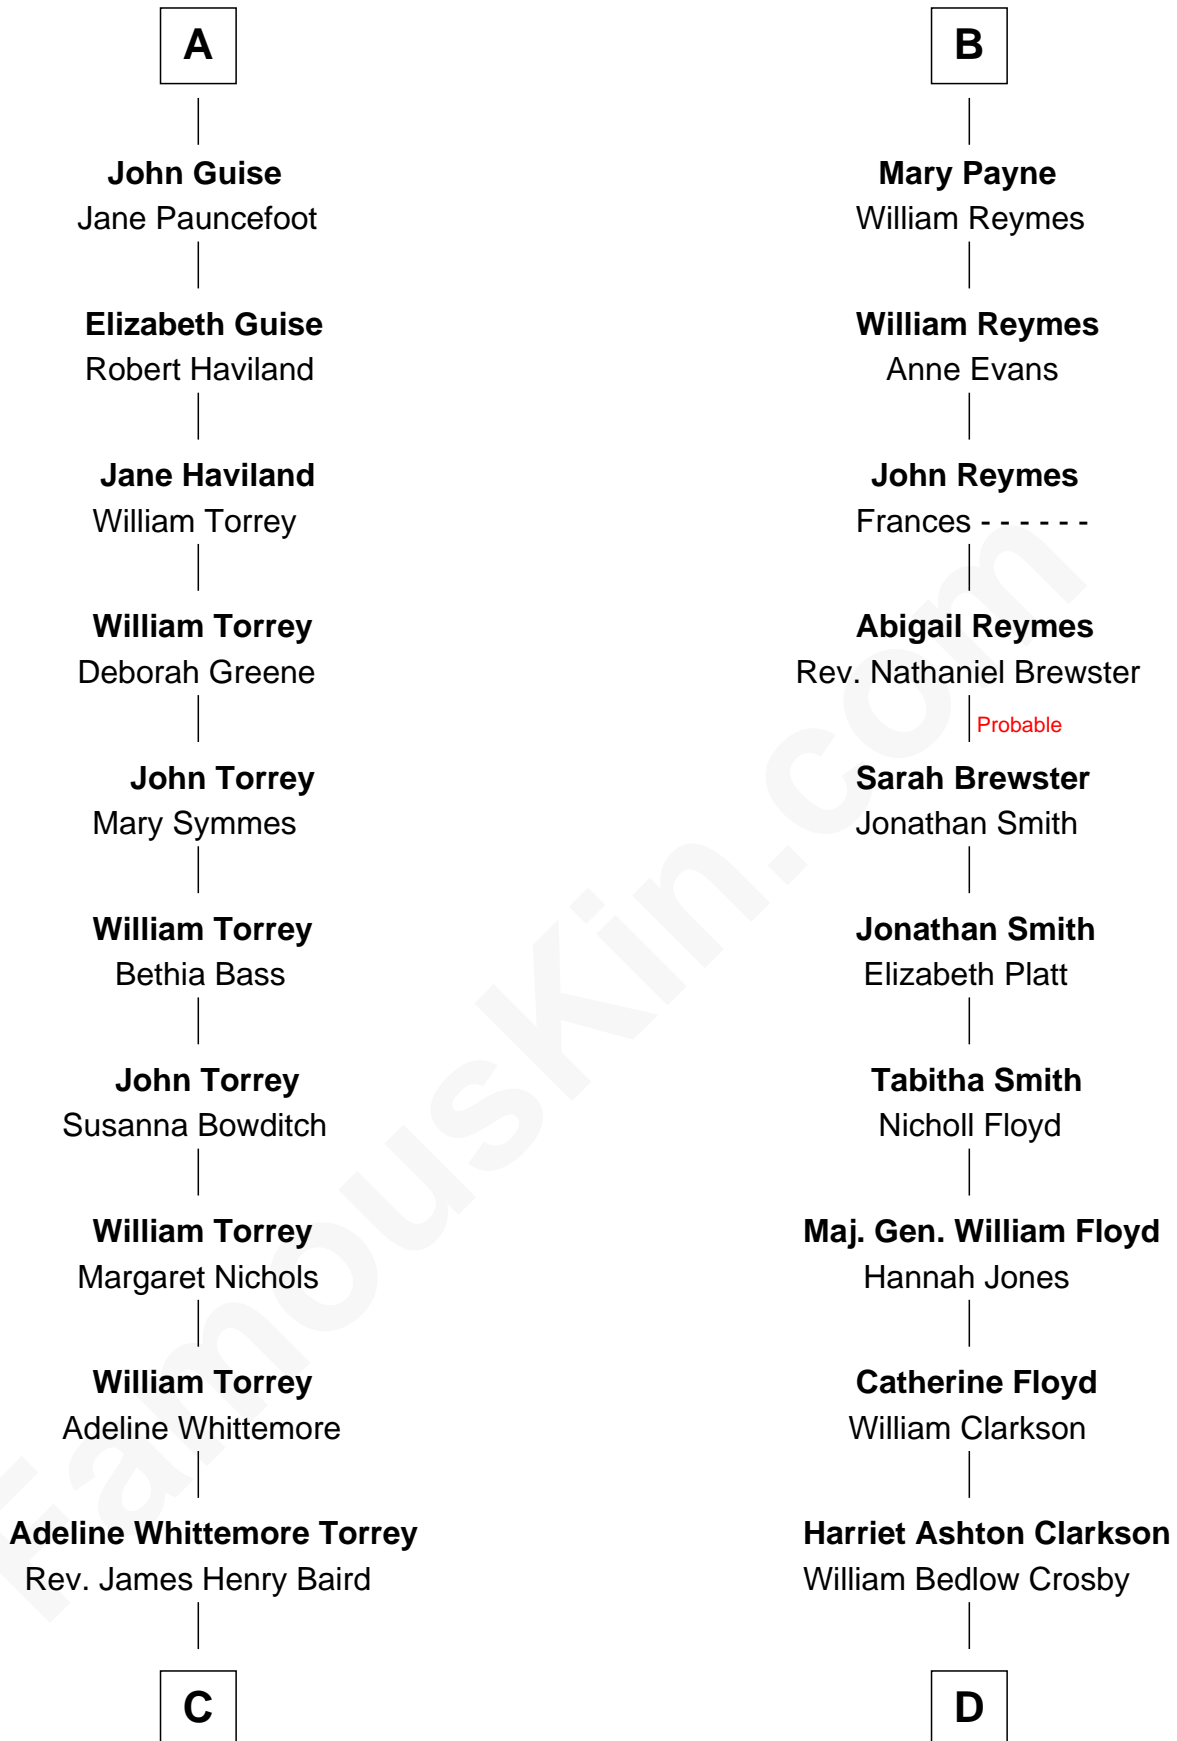 A
John Guise
Jane Pauncefoot
Elizabeth Guise
Robert Haviland
Jane Haviland
William Torrey
William Torrey
Deborah Greene
John Torrey
Mary Symmes
William Torrey
Bethia Bass
John Torrey
Susanna Bowditch
William Torrey
Margaret Nichols
William Torrey
Adeline Whittemore
Adeline Whittemore Torrey
Rev. James Henry Baird
C
B
Mary Payne
William Reymes
William Reymes
Anne Evans
John Reymes
Frances - - - - - -
Abigail Reymes
Rev. Nathaniel Brewster
Probable
Sarah Brewster
Jonathan Smith
Jonathan Smith
Elizabeth Platt
Tabitha Smith
Nicholl Floyd
Maj. Gen. William Floyd
Hannah Jones
Catherine Floyd
William Clarkson
Harriet Ashton Clarkson
William Bedlow Crosby
D
FamousKin.com